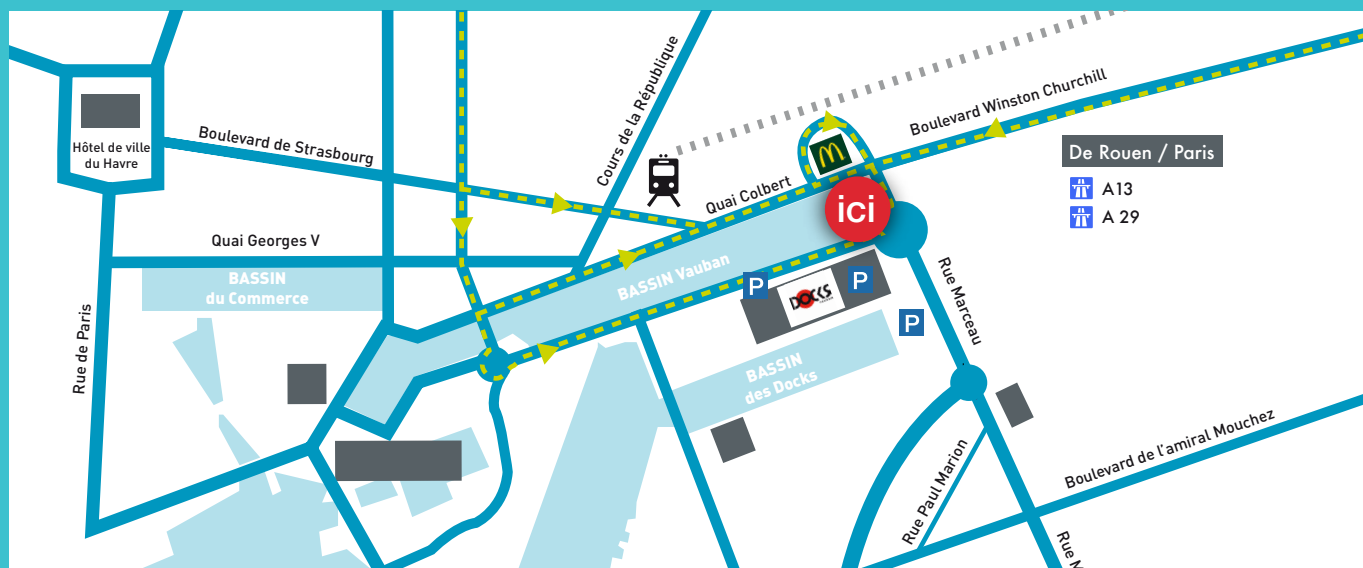 Hôtel de ville
du Havre
Boulevard de Strasbourg
Cours de la République
Boulevard Winston Churchill
De Rouen / Paris
A13
A 29
Quai Colbert
ici
Quai Georges V
BASSIN
du Commerce
BASSIN Vauban
P
P
DOCKS
P
Rue Marceau
Rue de Paris
BASSIN
des Docks
Rue Paul Marion
Boulevard de l'amiral Mouchez
Rue M